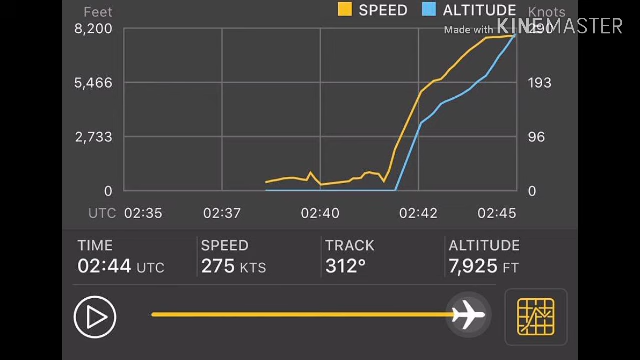 Feet SPEED ALTITUDE Knots
Made with KINEMASTER
8,200 290
5,466 193
2,733 96
0 0
UTC 02:35 02:37 02:40 02:42 02:45
TIME SPEED TRACK ALTITUDE
02:44 UTC 275 KTS 312° 7,925 FT